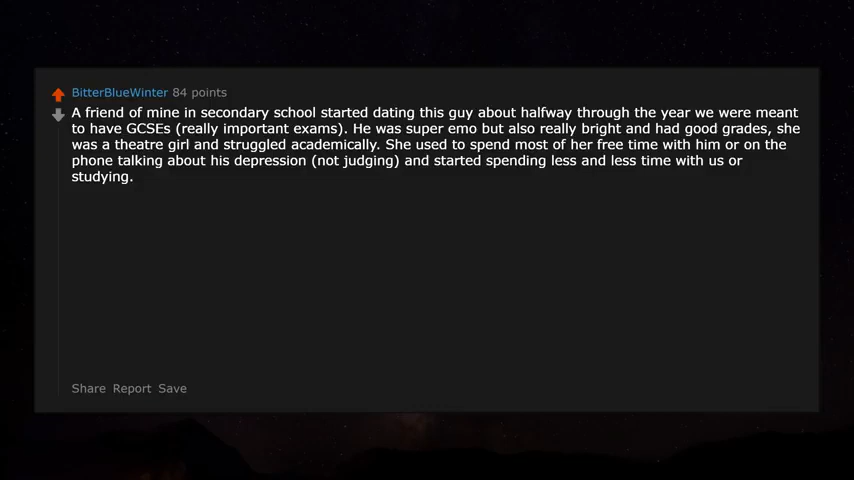 BitterBlueWinter 84 points
A friend of mine in secondary school started dating this guy about halfway through the year we were meant
to have GCSEs (really important exams). He was super emo but also really bright and had good grades, she
was a theatre girl and struggled academically. She used to spend most of her free time with him or on the
phone talking about his depression (not judging) and started spending less and less time with us or
studying.
Share Report Save